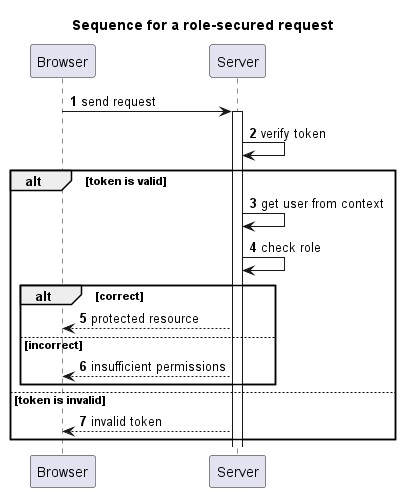 Sequence for a role-secured request
Browser Server
1 send request
2 verify token
alt [token is valid]
3 get user from context
4 check role
alt [correct]
5 protected resource
[incorrect]
6 insufficient permissions
[token is invalid]
7 invalid token
Browser Server